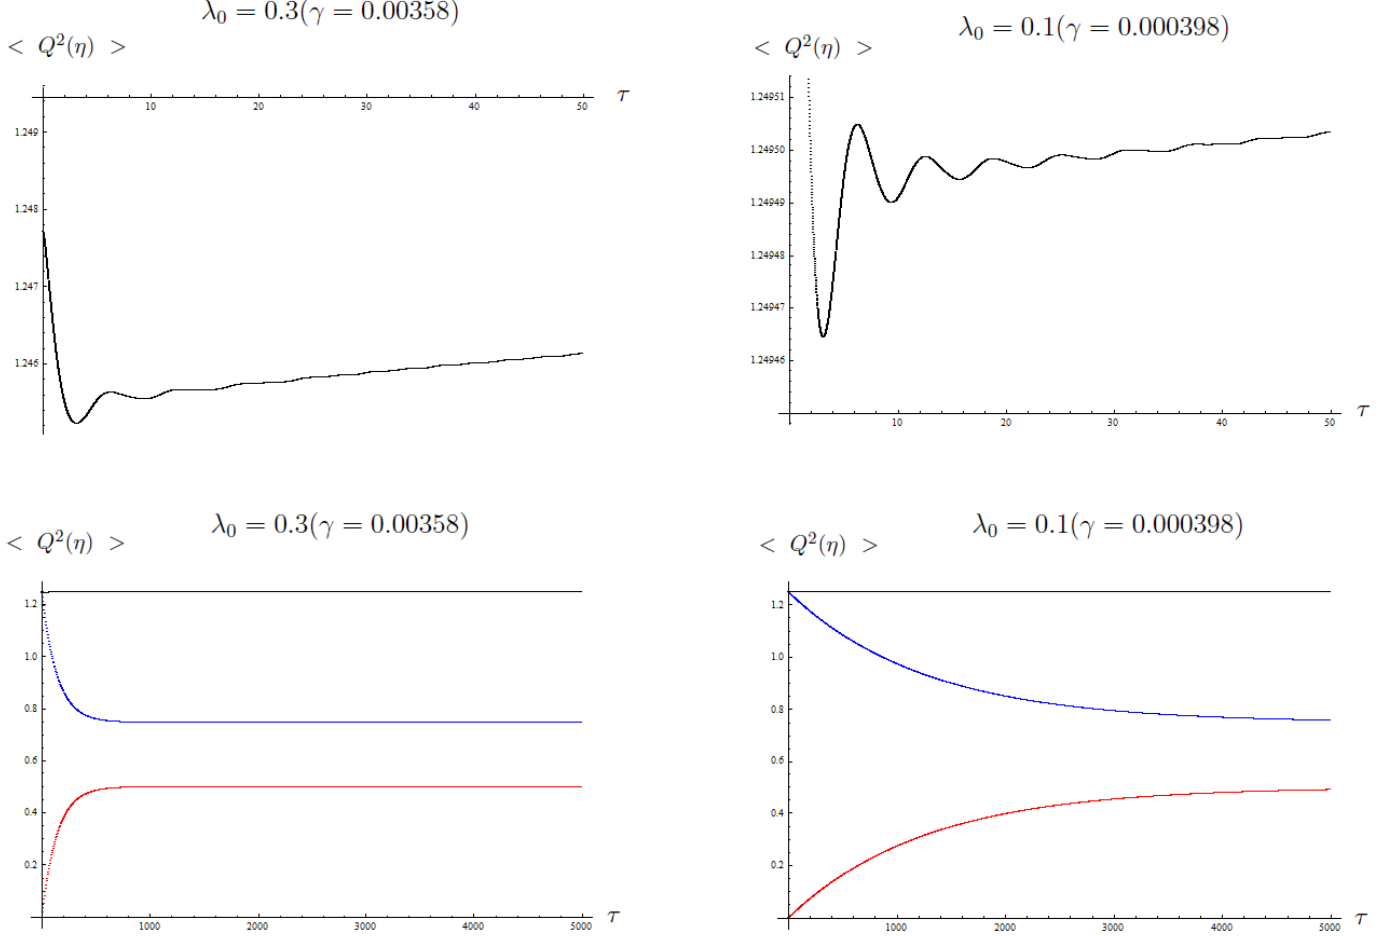 λ₀ = 0.3(γ = 0.00358)
< Q²(η) >
τ
10 20 30 40 50
1.249
1.248
1.247
1.246
λ₀ = 0.1(γ = 0.000398)
< Q²(η) >
1.24951
1.24950
1.24949
1.24948
1.24947
1.24946
τ
10 20 30 40 50
λ₀ = 0.3(γ = 0.00358)
< Q²(η) >
1.2
1.0
0.8
0.6
0.4
0.2
τ
1000 2000 3000 4000 5000
λ₀ = 0.1(γ = 0.000398)
< Q²(η) >
1.2
1.0
0.8
0.6
0.4
0.2
τ
1000 2000 3000 4000 5000